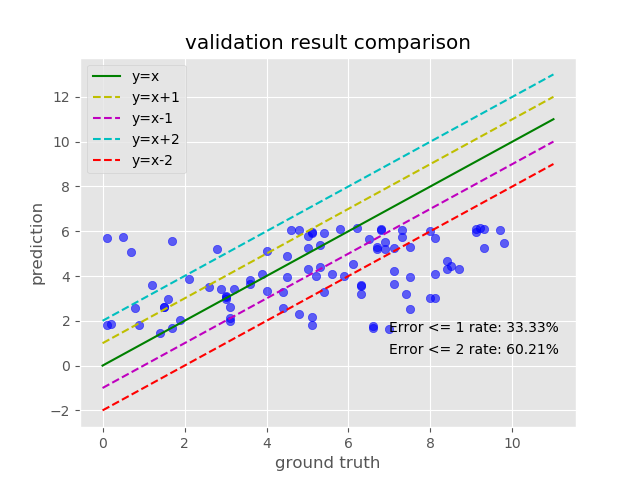 validation result comparison
y=x
y=x+1
y=x-1
y=x+2
y=x-2
12
10
8
6
4
2
0
−2
prediction
Error <= 1 rate: 33.33%
Error <= 2 rate: 60.21%
0 2 4 6 8 10
ground truth